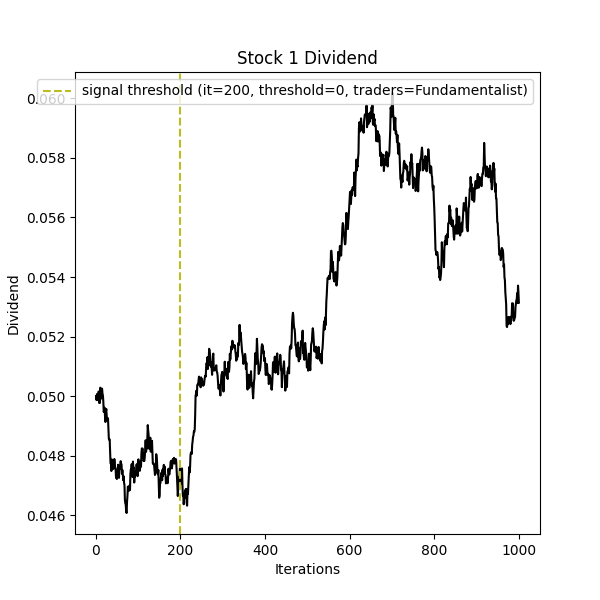 Stock 1 Dividend
signal threshold (it=200, threshold=0, traders=Fundamentalist)
0.060
0.058
0.056
0.054
0.052
0.050
0.048
0.046
Dividend
0 200 400 600 800 1000
Iterations